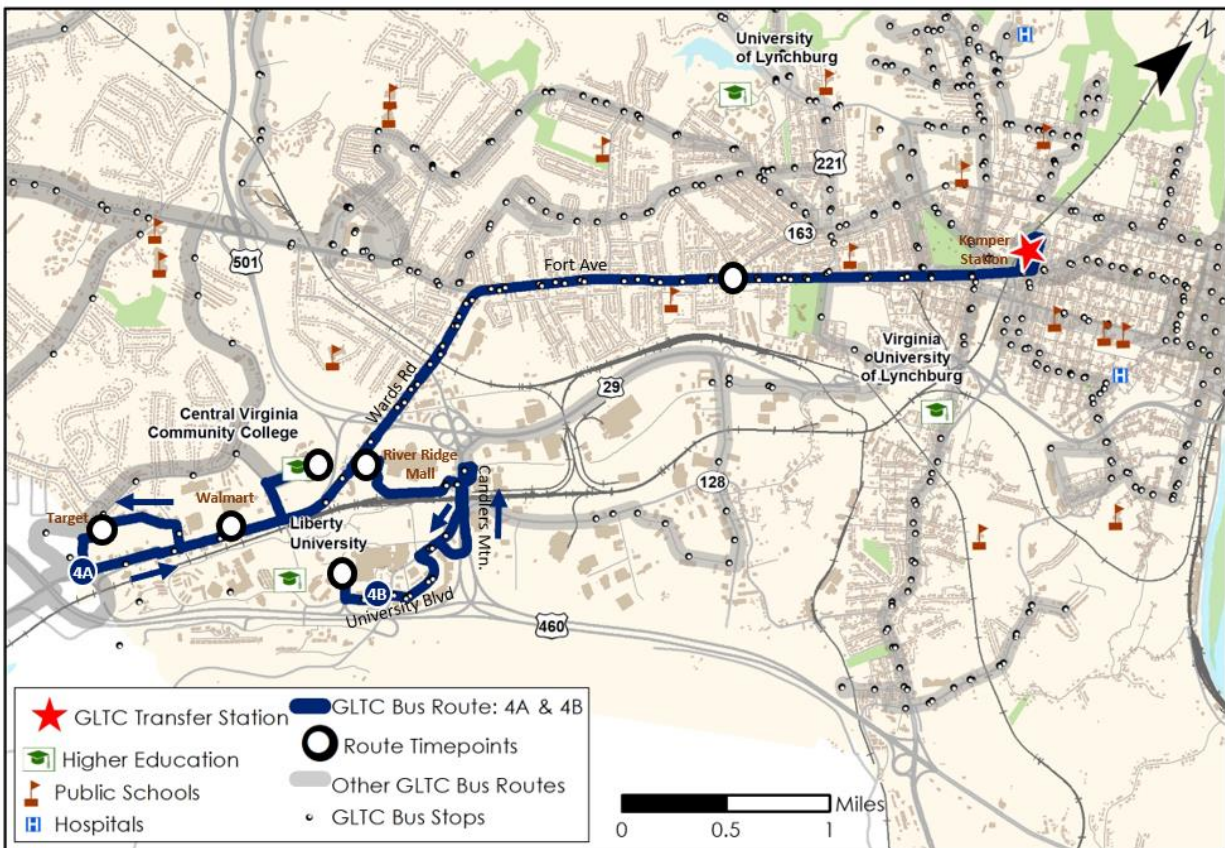 N
University
of Lynchburg
221
163
Kemper
Station
501
Fort Ave
Virginia
University
of Lynchburg
29
Wards Rd
Central Virginia
Community College
River Ridge
Mall
Candlers Mtn.
128
Walmart
Target
Liberty
University
4A
4B
University Blvd
460
GLTC Transfer Station
Higher Education
Public Schools
Hospitals
GLTC Bus Route: 4A & 4B
Route Timepoints
Other GLTC Bus Routes
GLTC Bus Stops
Miles
0 0.5 1
H
H
H